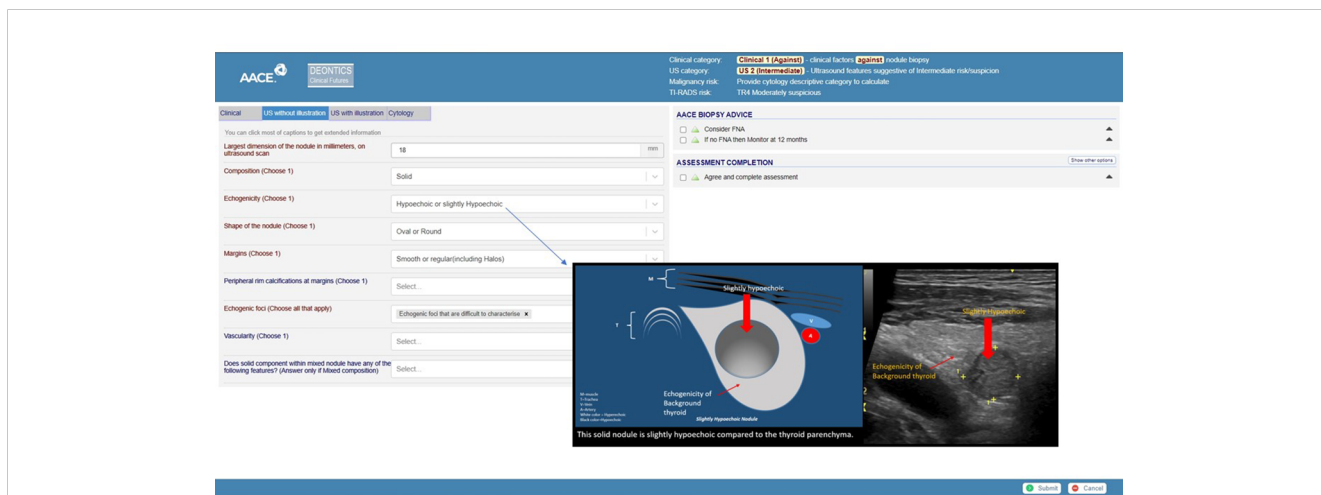 AACE.
DEONTICS
Clinical Futures
Clinical category: Clinical 1 (Against) - clinical factors against nodule biopsy
US category: US 2 (Intermediate) - Ultrasound features suggestive of Intermediate risk/suspicion
Malignancy risk: Provide cytology descriptive category to calculate
TI-RADS risk: TR4 Moderately suspicious
Clinical US without illustration US with illustration Cytology
You can click most of captions to get extended information
Largest dimension of the nodule in millimeters, on
ultrasound scan
18 mm
Composition (Choose 1)
Solid
Echogenicity (Choose 1)
Hypoechoic or slightly Hypoechoic
Shape of the nodule (Choose 1)
Oval or Round
Margins (Choose 1)
Smooth or regular(including Halos)
Peripheral rim calcifications at margins (Choose 1)
Select...
Echogenic foci (Choose all that apply)
Echogenic foci that are difficult to characterise x
Vascularity (Choose 1)
Select...
Does solid component within mixed nodule have any of the
following features? (Answer only if Mixed composition)
Select...
AACE BIOPSY ADVICE
Consider FNA
If no FNA then Monitor at 12 months
ASSESSMENT COMPLETION
Show other options
Agree and complete assessment
M
Slightly hypoechoic
T
V
A
Echogenicity of
Background
thyroid
M-muscle
T-Trachea
V-Vein
A-Artery
White color - Hyperechoic
Black color-Hypoechoic
Slightly Hypoechoic Nodule
Slightly Hypoechoic
Echogenicity of
Background thyroid
This solid nodule is slightly hypoechoic compared to the thyroid parenchyma.
Submit
Cancel